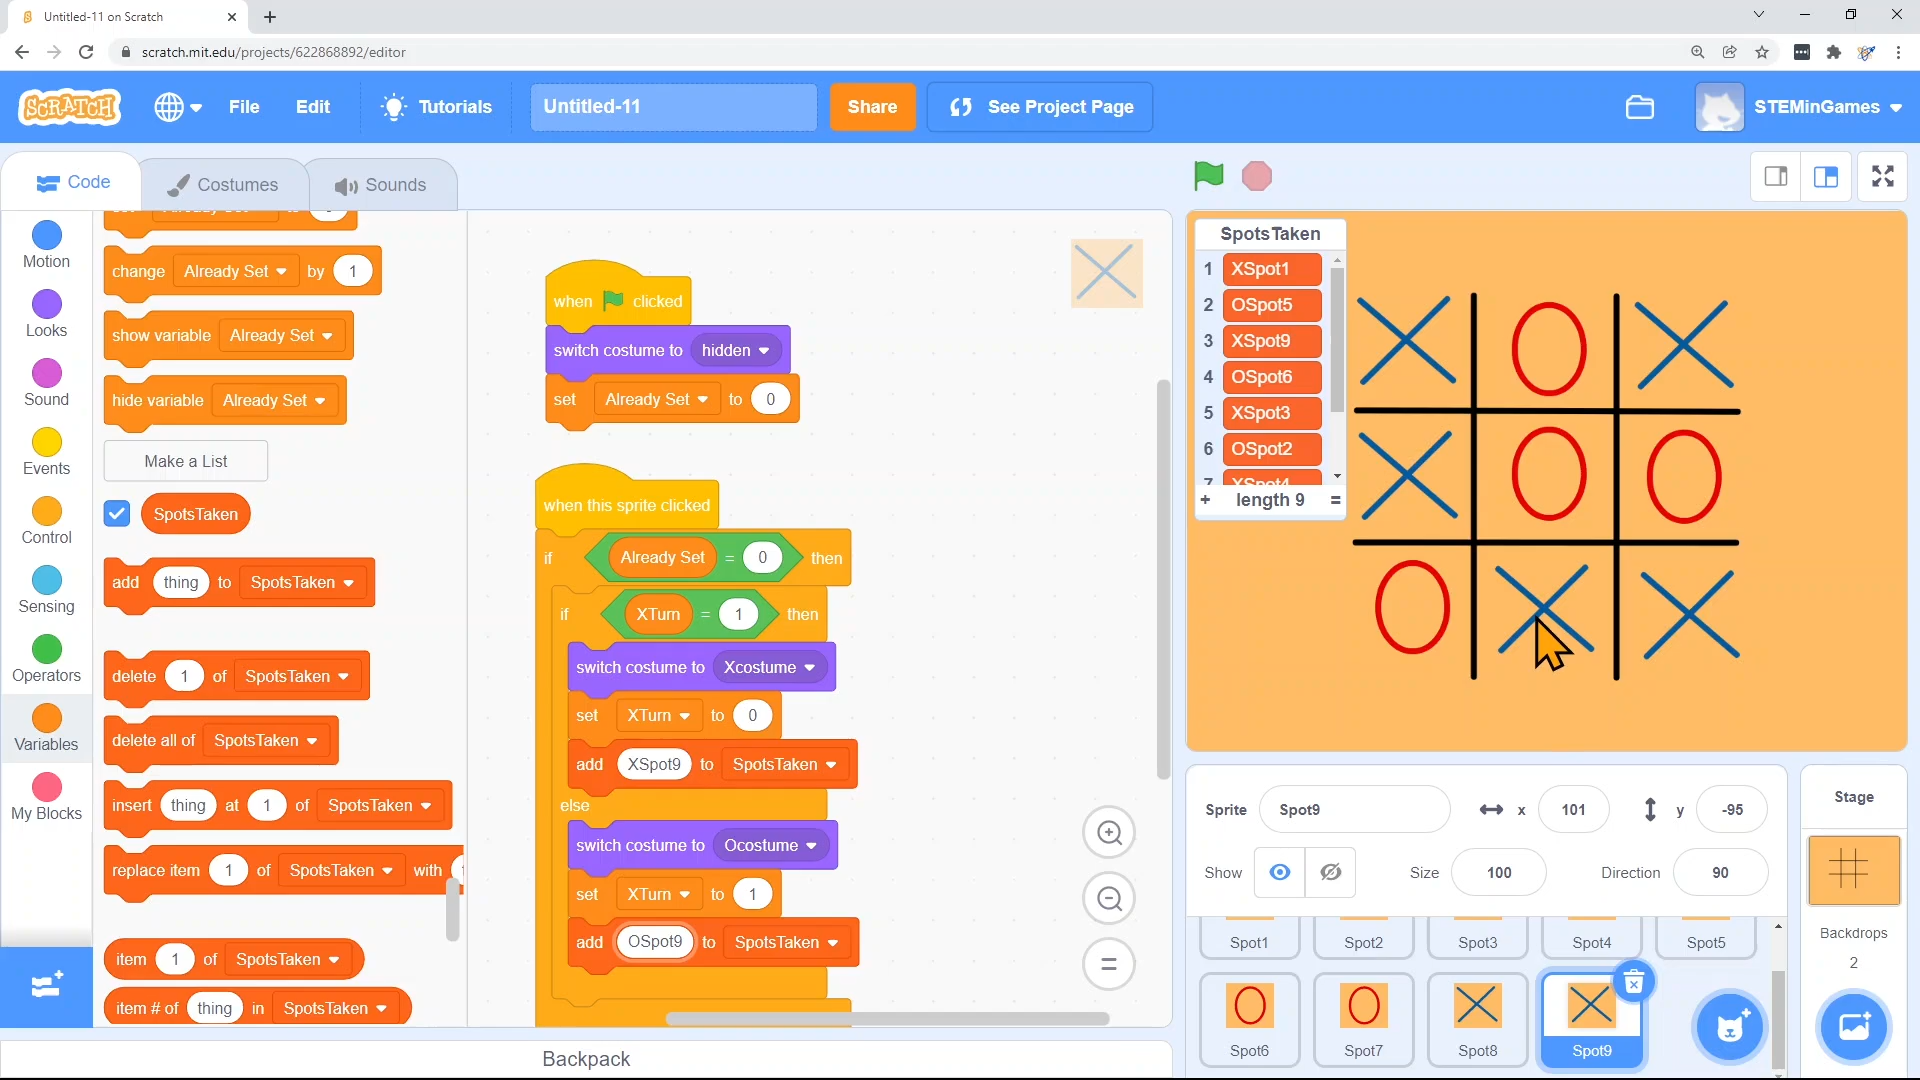 Untitled-11 on Scratch
scratch.mit.edu/projects/622868892/editor
SCRATCH
File
Edit
Tutorials
Untitled-11
Share
See Project Page
STEMinGames
Code
Costumes
Sounds
Motion
Looks
Sound
Events
Control
Sensing
Operators
Variables
My Blocks
change Already Set by 1
show variable Already Set
hide variable Already Set
Make a List
SpotsTaken
add thing to SpotsTaken
delete 1 of SpotsTaken
delete all of SpotsTaken
insert thing at 1 of SpotsTaken
replace item 1 of SpotsTaken with
item 1 of SpotsTaken
item # of thing in SpotsTaken
when clicked
switch costume to hidden
set Already Set to 0
when this sprite clicked
if Already Set = 0 then
if XTurn = 1 then
switch costume to Xcostume
set XTurn to 0
add XSpot9 to SpotsTaken
else
switch costume to Ocostume
set XTurn to 1
add OSpot9 to SpotsTaken
Backpack
SpotsTaken
1 XSpot1
2 OSpot5
3 XSpot9
4 OSpot6
5 XSpot3
6 OSpot2
7 XSpot4
+ length 9 =
Sprite Spot9 x 101 y -95
Show Size 100 Direction 90
Spot1 Spot2 Spot3 Spot4 Spot5
Spot6 Spot7 Spot8 Spot9
Stage
Backdrops
2